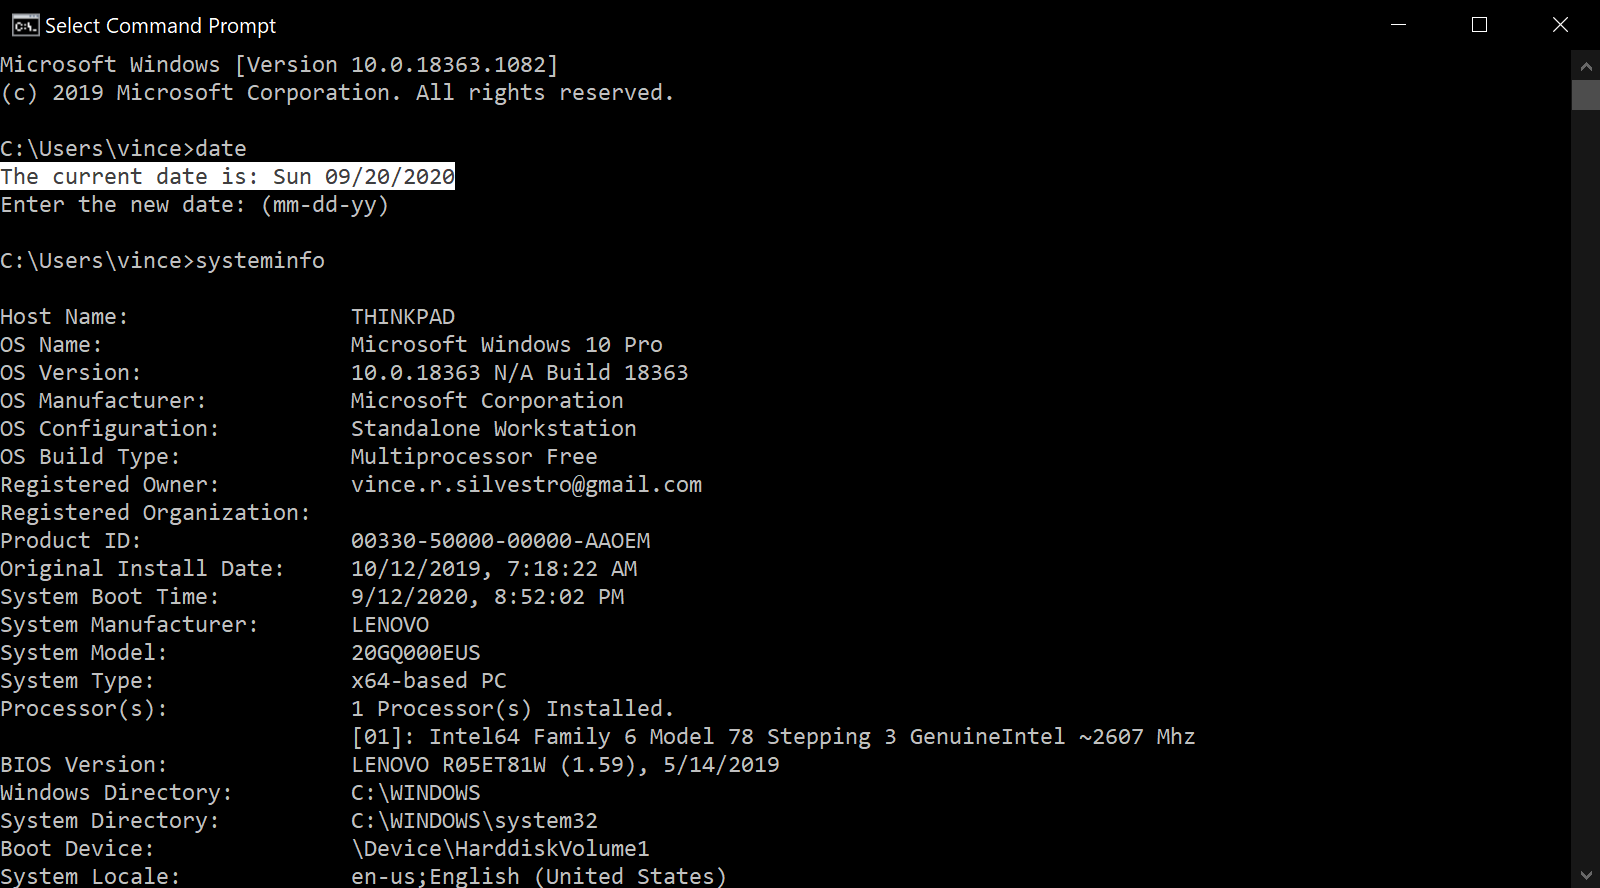 Select Command Prompt
Microsoft Windows [Version 10.0.18363.1082]
(c) 2019 Microsoft Corporation. All rights reserved.
C:\Users\vince>date
The current date is: Sun 09/20/2020
Enter the new date: (mm-dd-yy)
C:\Users\vince>systeminfo
Host Name: THINKPAD
OS Name: Microsoft Windows 10 Pro
OS Version: 10.0.18363 N/A Build 18363
OS Manufacturer: Microsoft Corporation
OS Configuration: Standalone Workstation
OS Build Type: Multiprocessor Free
Registered Owner: vince.r.silvestro@gmail.com
Registered Organization:
Product ID: 00330-50000-00000-AAOEM
Original Install Date: 10/12/2019, 7:18:22 AM
System Boot Time: 9/12/2020, 8:52:02 PM
System Manufacturer: LENOVO
System Model: 20GQ000EUS
System Type: x64-based PC
Processor(s): 1 Processor(s) Installed.
[01]: Intel64 Family 6 Model 78 Stepping 3 GenuineIntel ~2607 Mhz
BIOS Version: LENOVO R05ET81W (1.59), 5/14/2019
Windows Directory: C:\WINDOWS
System Directory: C:\WINDOWS\system32
Boot Device: \Device\HarddiskVolume1
System Locale: en-us;English (United States)